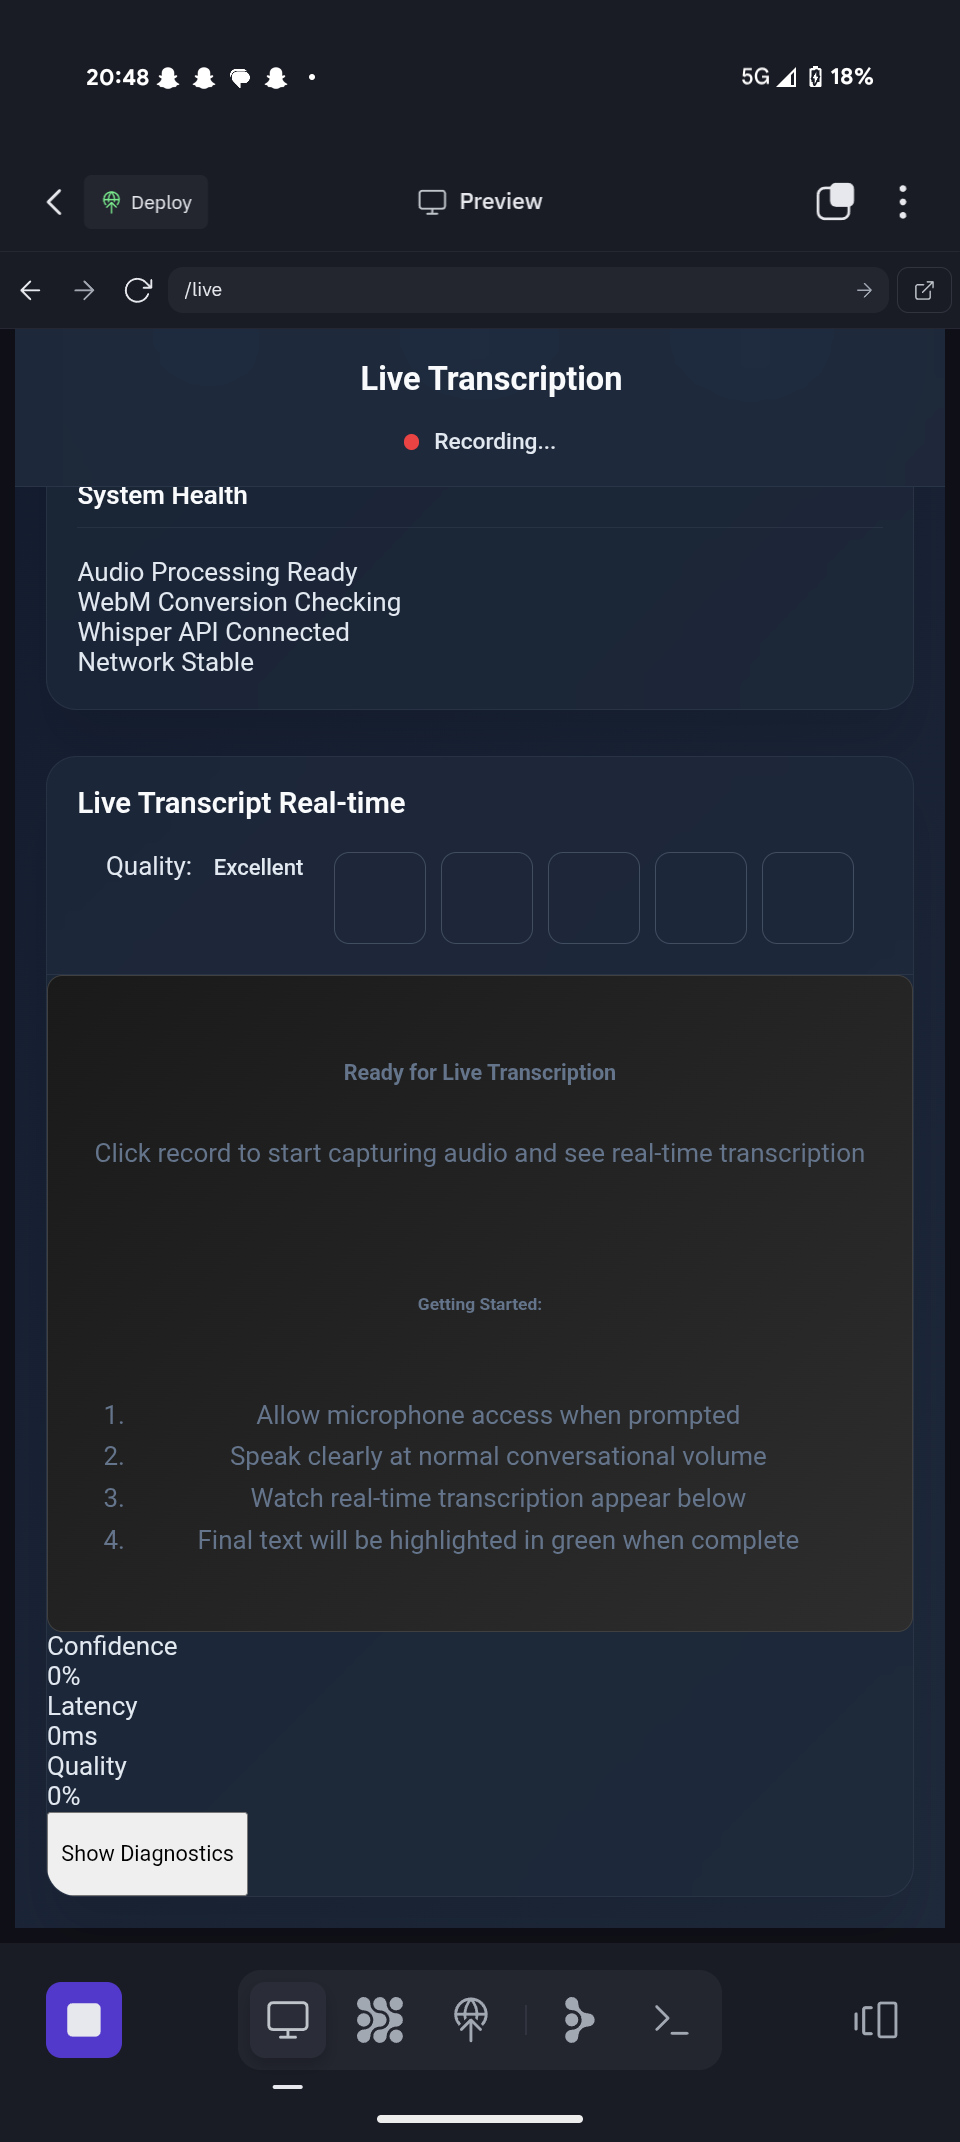 20:48
5G 18%
Deploy
Preview
/live
Live Transcription
Recording...
System Health
Audio Processing Ready
WebM Conversion Checking
Whisper API Connected
Network Stable
Live Transcript Real-time
Quality: Excellent
Ready for Live Transcription
Click record to start capturing audio and see real-time transcription
Getting Started:
1. Allow microphone access when prompted
2. Speak clearly at normal conversational volume
3. Watch real-time transcription appear below
4. Final text will be highlighted in green when complete
Confidence
0%
Latency
0ms
Quality
0%
Show Diagnostics